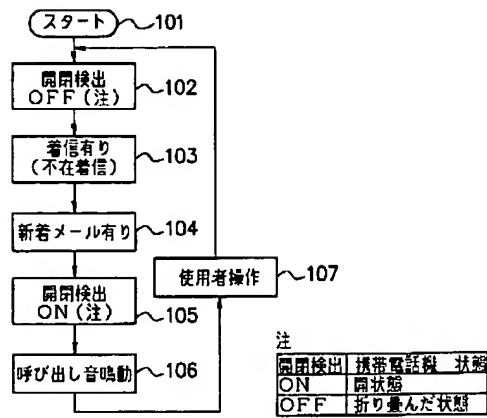 スタート 101
開閉検出
OFF(注) 102
着信有り
(不在着信) 103
新着メール有り 104
開閉検出
ON(注) 105
呼び出し音鳴動 106
使用者操作 107
注
開閉検出 携帯電話機 状態
ON 開状態
OFF 折り畳んだ状態